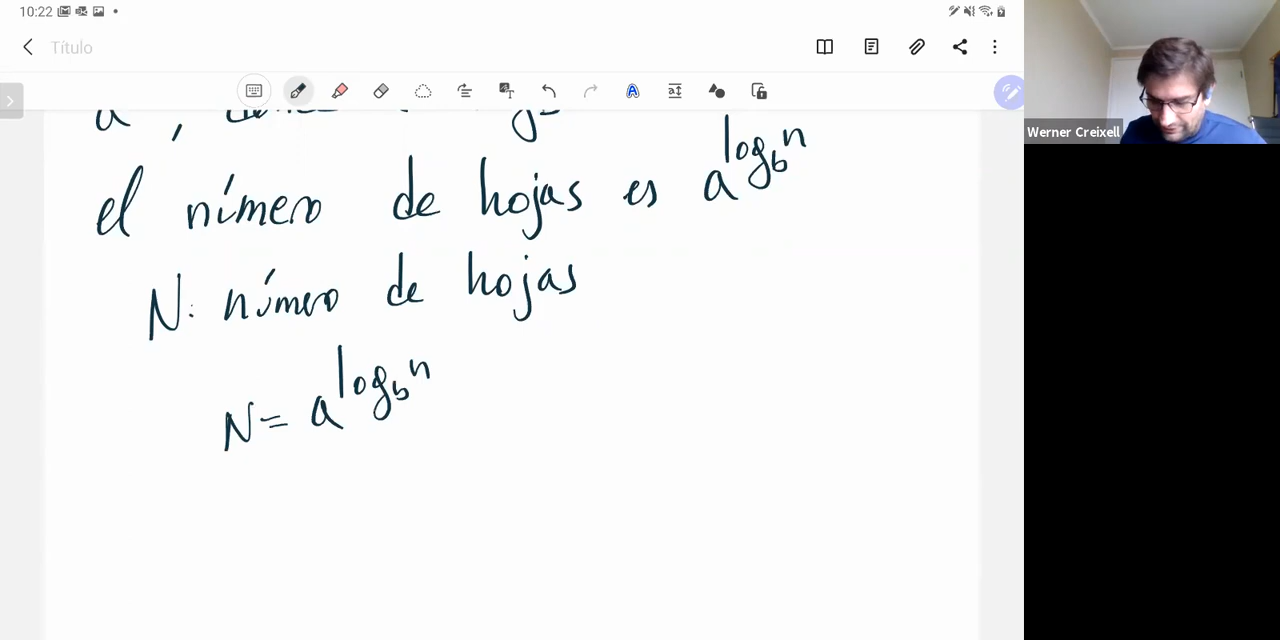 10:22
Título
Werner Creixell
a ,
el número de hojas es a^{log_b n}
N: número de hojas
N = a^{log_b n}